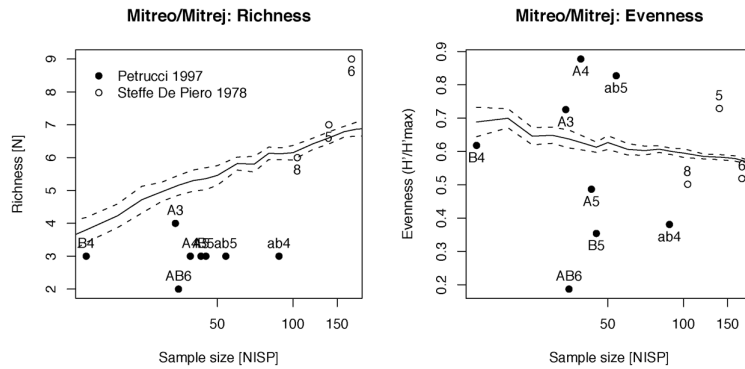 Mitreo/Mitrej: Richness
Richness [N]
9
8
7
6
5
4
3
2
Petrucci 1997
Steffe De Piero 1978
6
5
8
A3
B4
A4
B5
ab5
ab4
AB6
50
100
150
Sample size [NISP]
Mitreo/Mitrej: Evenness
Evenness (H'/H'max)
0.9
0.8
0.7
0.6
0.5
0.4
0.3
0.2
A4
ab5
A3
5
B4
8
6
A5
B5
ab4
AB6
50
100
150
Sample size [NISP]